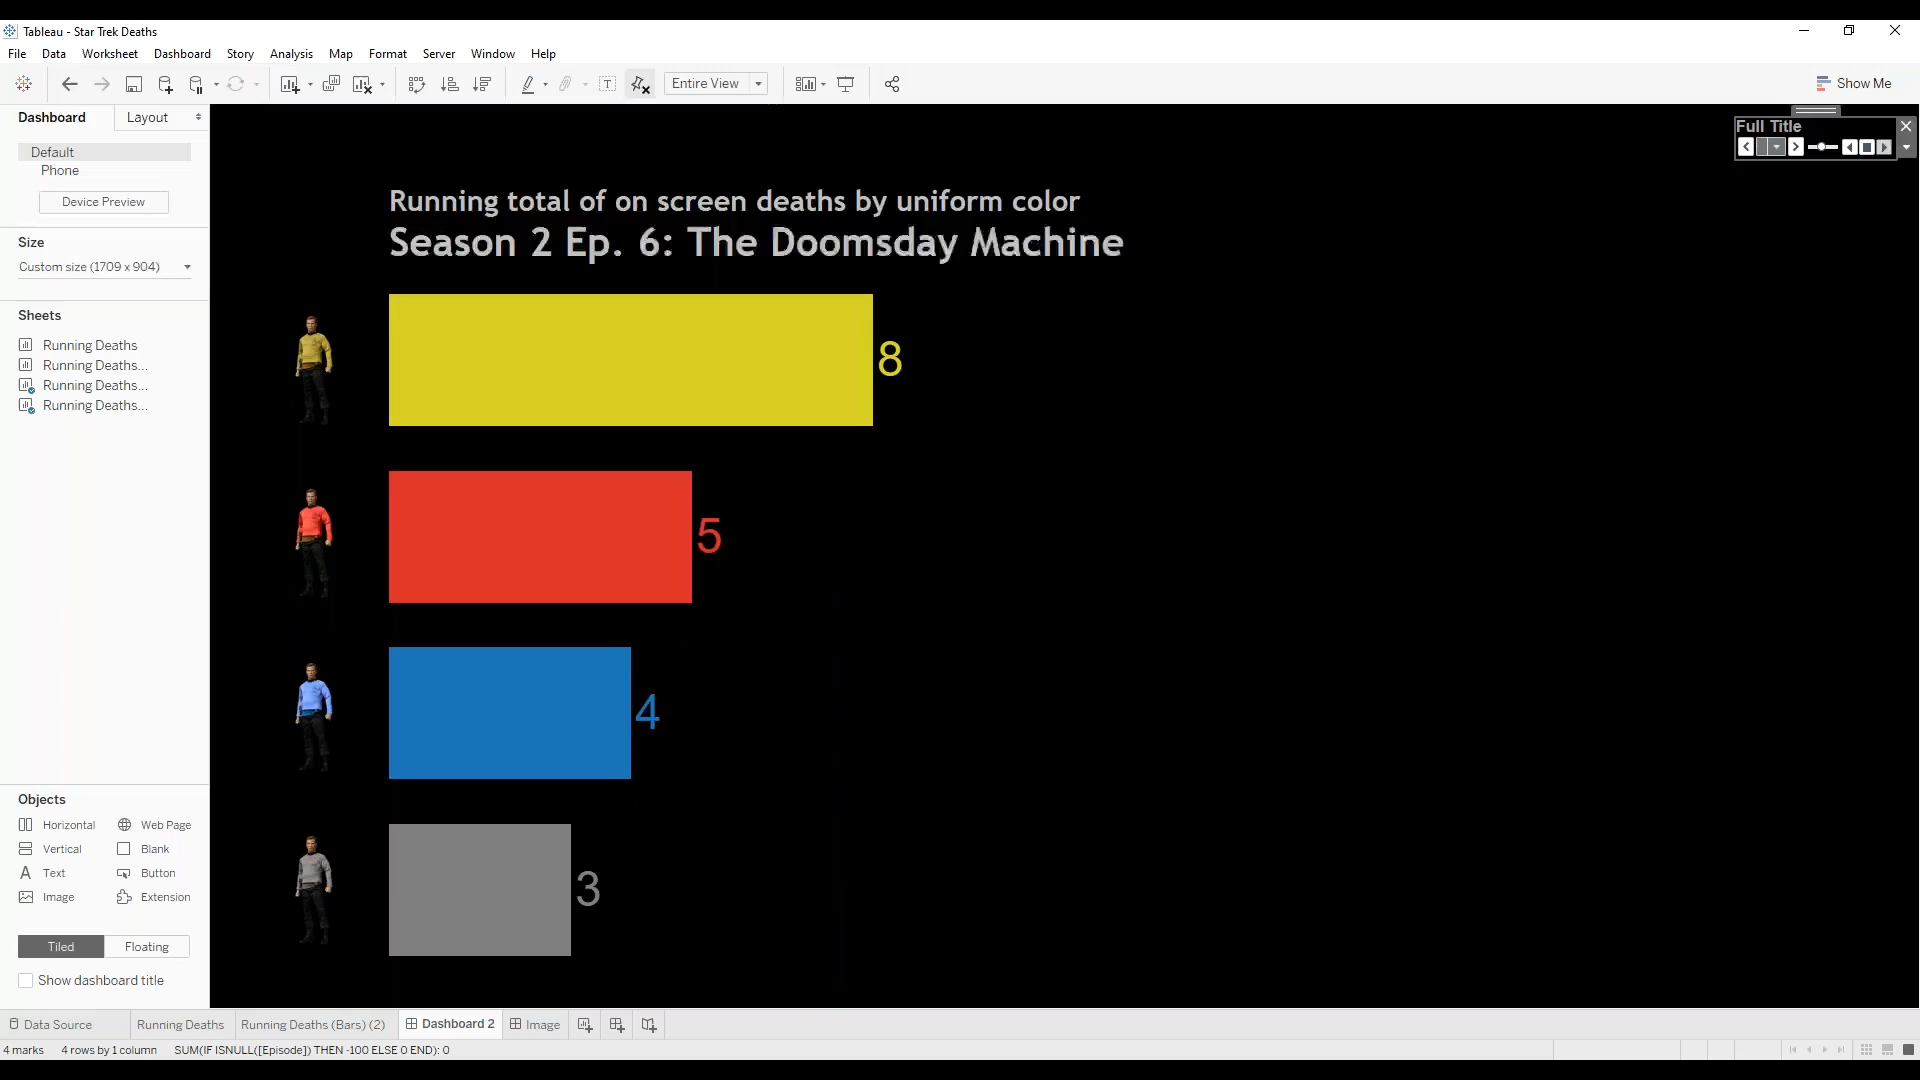 Tableau - Star Trek Deaths
File Data Worksheet Dashboard Story Analysis Map Format Server Window Help
Entire View
Show Me
Dashboard Layout
Default
Phone
Device Preview
Size
Custom size (1709 x 904)
Sheets
Running Deaths
Running Deaths...
Running Deaths...
Running Deaths...
Objects
Horizontal Web Page
Vertical Blank
Text Button
Image Extension
Tiled Floating
Show dashboard title
Full Title
Running total of on screen deaths by uniform color
Season 2 Ep. 6: The Doomsday Machine
8
5
4
3
Data Source Running Deaths Running Deaths (Bars) (2) Dashboard 2 Image
4 marks 4 rows by 1 column SUM(IF ISNULL([Episode]) THEN -100 ELSE 0 END): 0